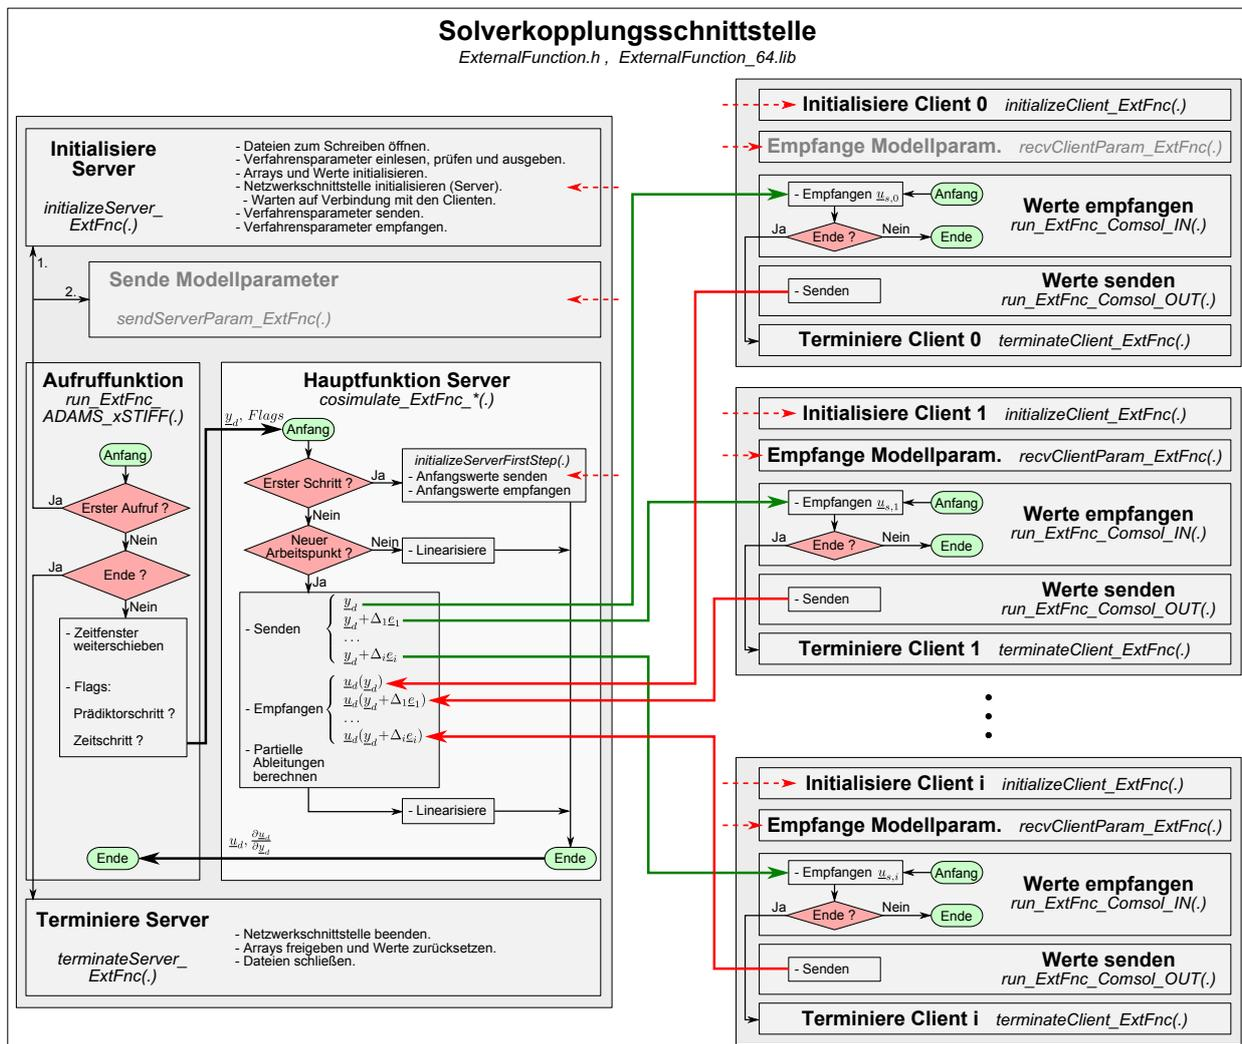 Solverkopplungsschnittstelle
ExternalFunction.h , ExternalFunction_64.lib
Initialisiere
Server
initializeServer_
ExtFnc(.)
- Dateien zum Schreiben öffnen.
- Verfahrensparameter einlesen, prüfen und ausgeben.
- Arrays und Werte initialisieren.
- Netzwerkschnittstelle initialisieren (Server).
- Warten auf Verbindung mit den Clienten.
- Verfahrensparameter senden.
- Verfahrensparameter empfangen.
1.
2.
Sende Modellparameter
sendServerParam_ExtFnc(.)
Aufruffunktion
run_ExtFnc_
ADAMS_xSTIFF(.)
Anfang
Ja
Erster Aufruf ?
Nein
Ja
Ende ?
Nein
- Zeitfenster
weiterschieben
- Flags:
Prädiktorschritt ?
Zeitschritt ?
Ende
Hauptfunktion Server
cosimulate_ExtFnc_*(.)
y_d, Flags
Anfang
Erster Schritt ?
Ja
initializeServerFirstStep(.)
- Anfangswerte senden
- Anfangswerte empfangen
Nein
Neuer
Arbeitspunkt ?
Nein
- Linearisiere
Ja
- Senden
y_d
y_d+Δ_1e_1
...
y_d+Δ_ie_i
- Empfangen
u_d(y_d)
u_d(y_d+Δ_1e_1)
...
u_d(y_d+Δ_ie_i)
- Partielle
Ableitungen
berechnen
- Linearisiere
u_d, ∂u_d/∂y_d
Ende
Terminiere Server
terminateServer_
ExtFnc(.)
- Netzwerkschnittstelle beenden.
- Arrays freigeben und Werte zurücksetzen.
- Dateien schließen.
Initialisiere Client 0 initializeClient_ExtFnc(.)
Empfange Modellparam. recvClientParam_ExtFnc(.)
- Empfangen u_s,0
Anfang
Werte empfangen
run_ExtFnc_Comsol_IN(.)
Ja
Ende ?
Nein
Ende
Werte senden
run_ExtFnc_Comsol_OUT(.)
- Senden
Terminiere Client 0 terminateClient_ExtFnc(.)
Initialisiere Client 1 initializeClient_ExtFnc(.)
Empfange Modellparam. recvClientParam_ExtFnc(.)
- Empfangen u_s,1
Anfang
Werte empfangen
run_ExtFnc_Comsol_IN(.)
Ja
Ende ?
Nein
Ende
Werte senden
run_ExtFnc_Comsol_OUT(.)
- Senden
Terminiere Client 1 terminateClient_ExtFnc(.)
Initialisiere Client i initializeClient_ExtFnc(.)
Empfange Modellparam. recvClientParam_ExtFnc(.)
- Empfangen u_s,i
Anfang
Werte empfangen
run_ExtFnc_Comsol_IN(.)
Ja
Ende ?
Nein
Ende
Werte senden
run_ExtFnc_Comsol_OUT(.)
- Senden
Terminiere Client i terminateClient_ExtFnc(.)